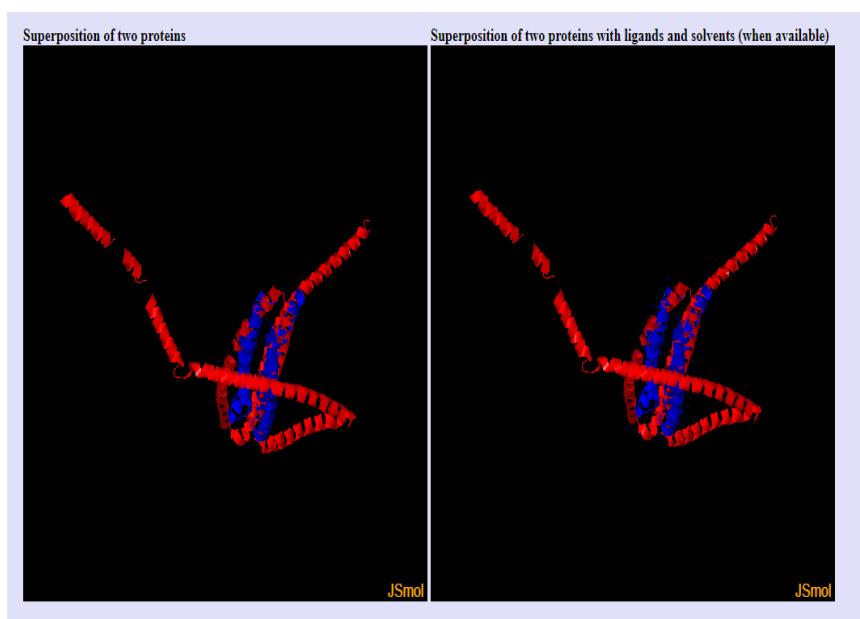 Superposition of two proteins
Superposition of two proteins with ligands and solvents (when available)
JSmol
JSmol